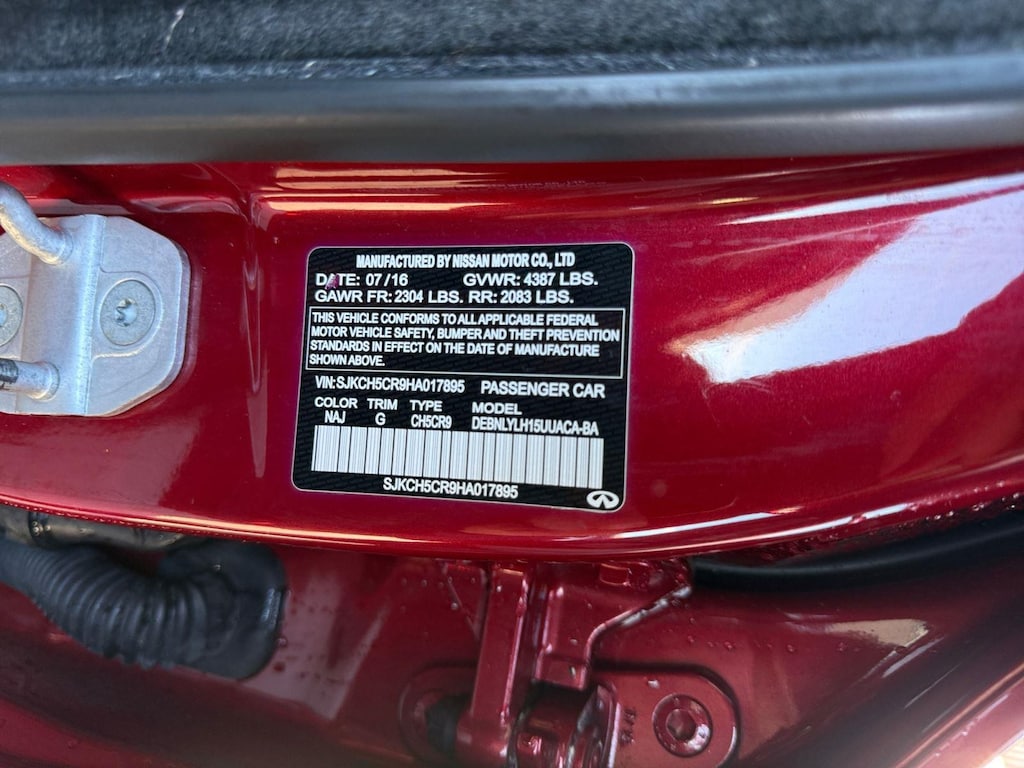 MANUFACTURED BY NISSAN MOTOR CO., LTD
DATE: 07/16 GVWR: 4387 LBS.
GAWR FR: 2304 LBS. RR: 2083 LBS.
THIS VEHICLE CONFORMS TO ALL APPLICABLE FEDERAL
MOTOR VEHICLE SAFETY, BUMPER AND THEFT PREVENTION
STANDARDS IN EFFECT ON THE DATE OF MANUFACTURE
SHOWN ABOVE.
VIN:SJKCH5CR9HA017895 PASSENGER CAR
COLOR TRIM TYPE MODEL
NAJ G CH5CR9 DEBNLYLH15UUACA-BA
SJKCH5CR9HA017895